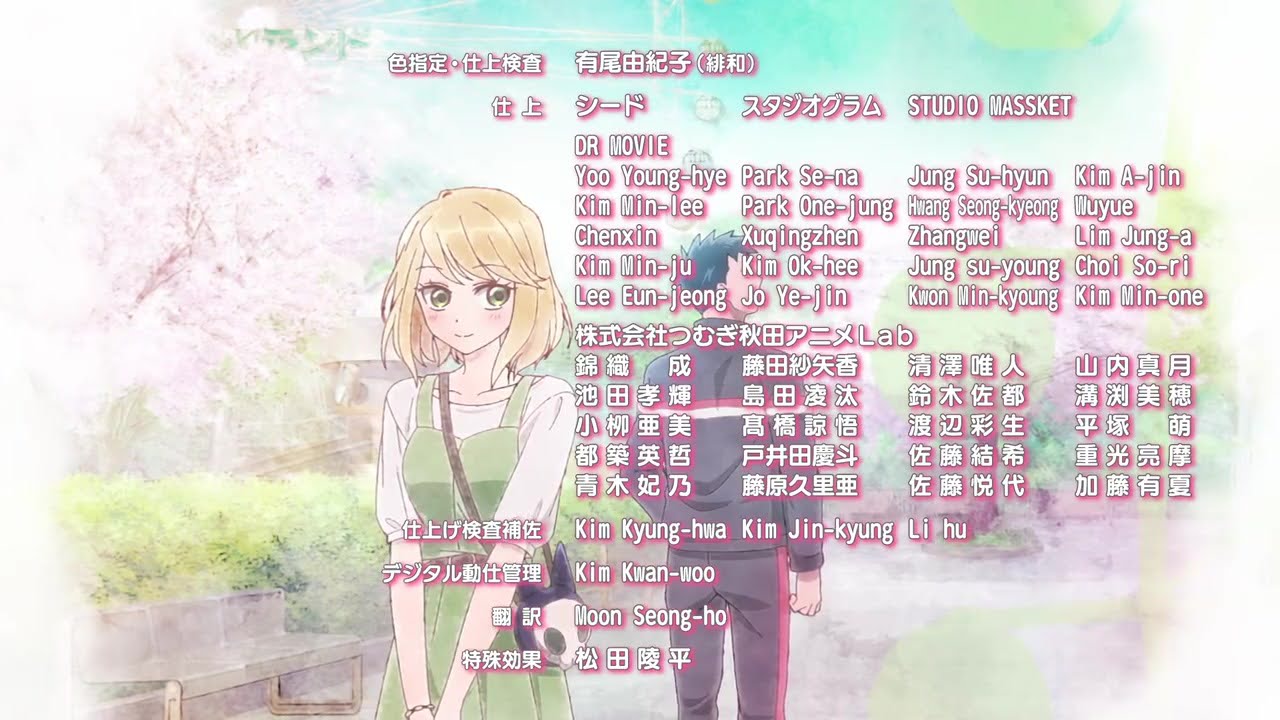 色指定・仕上検査 有尾由紀子(緋和)
仕上 シード スタジオグラム STUDIO MASSKET
DR MOVIE
Yoo Young-hye Park Se-na Jung Su-hyun Kim A-jin
Kim Min-lee Park One-jung Hwang Seong-kyeong Wuyue
Chenxin Xuqingzhen Zhangwei Lim Jung-a
Kim Min-ju Kim Ok-hee Jung su-young Choi So-ri
Lee Eun-jeong Jo Ye-jin Kwon Min-kyoung Kim Min-one
株式会社つむぎ秋田アニメLab
錦織 成 藤田紗矢香 清澤唯人 山内真月
池田孝輝 島田凌汰 鈴木佐都 溝渕美穂
小柳亜美 髙橋諒悟 渡辺彩生 平塚 萌
都築英哲 戸井田慶斗 佐藤結希 重光亮摩
青木妃乃 藤原久里亜 佐藤悦代 加藤有夏
仕上げ検査補佐 Kim Kyung-hwa Kim Jin-kyung Li hu
デジタル動仕管理 Kim Kwan-woo
翻訳 Moon Seong-ho
特殊効果 松田陵平